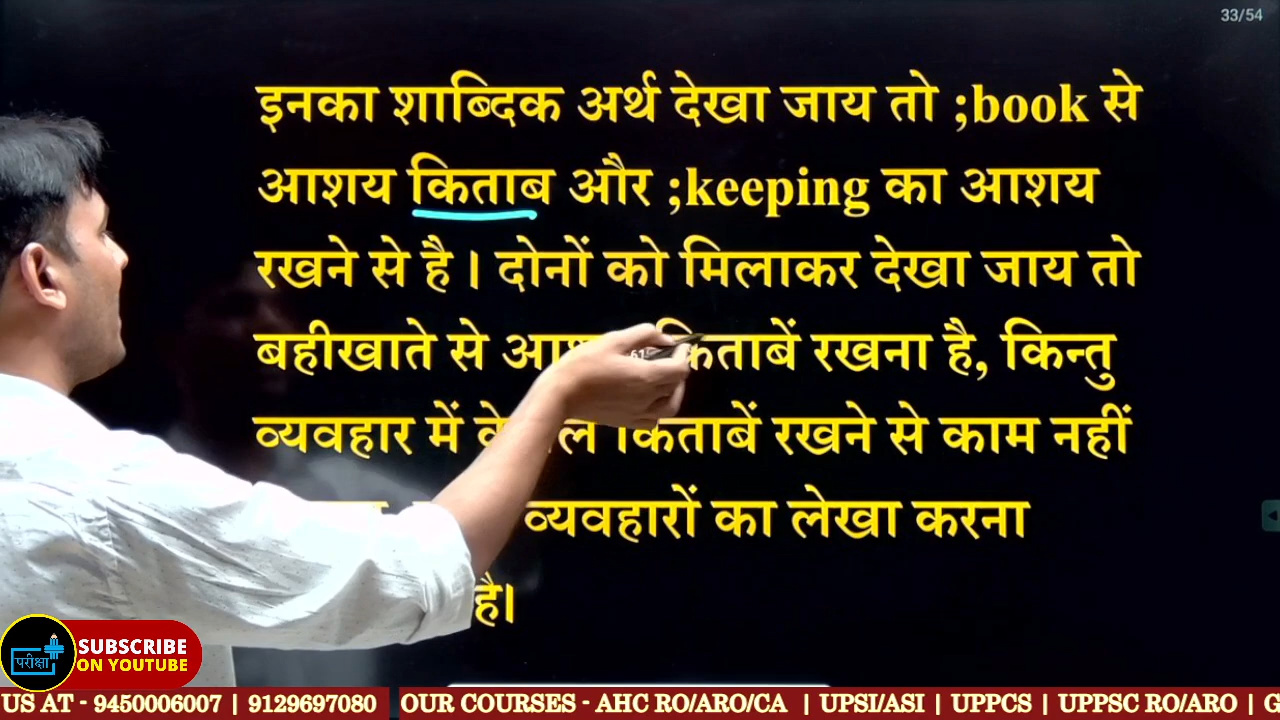 33/54
इनका शाब्दिक अर्थ देखा जाय तो ;book से
आशय किताब और ;keeping का आशय
रखने से है । दोनों को मिलाकर देखा जाय तो
बहीखाते से किताबें रखना है, किन्तु
व्यवहार में किताबें रखने से काम नहीं
व्यवहारों का लेखा करना
है।
परीक्षा
SUBSCRIBE
ON YOUTUBE
US AT - 9450006007 | 9129697080 OUR COURSES - AHC RO/ARO/CA | UPSI/ASI | UPPCS | UPPSC RO/ARO | G